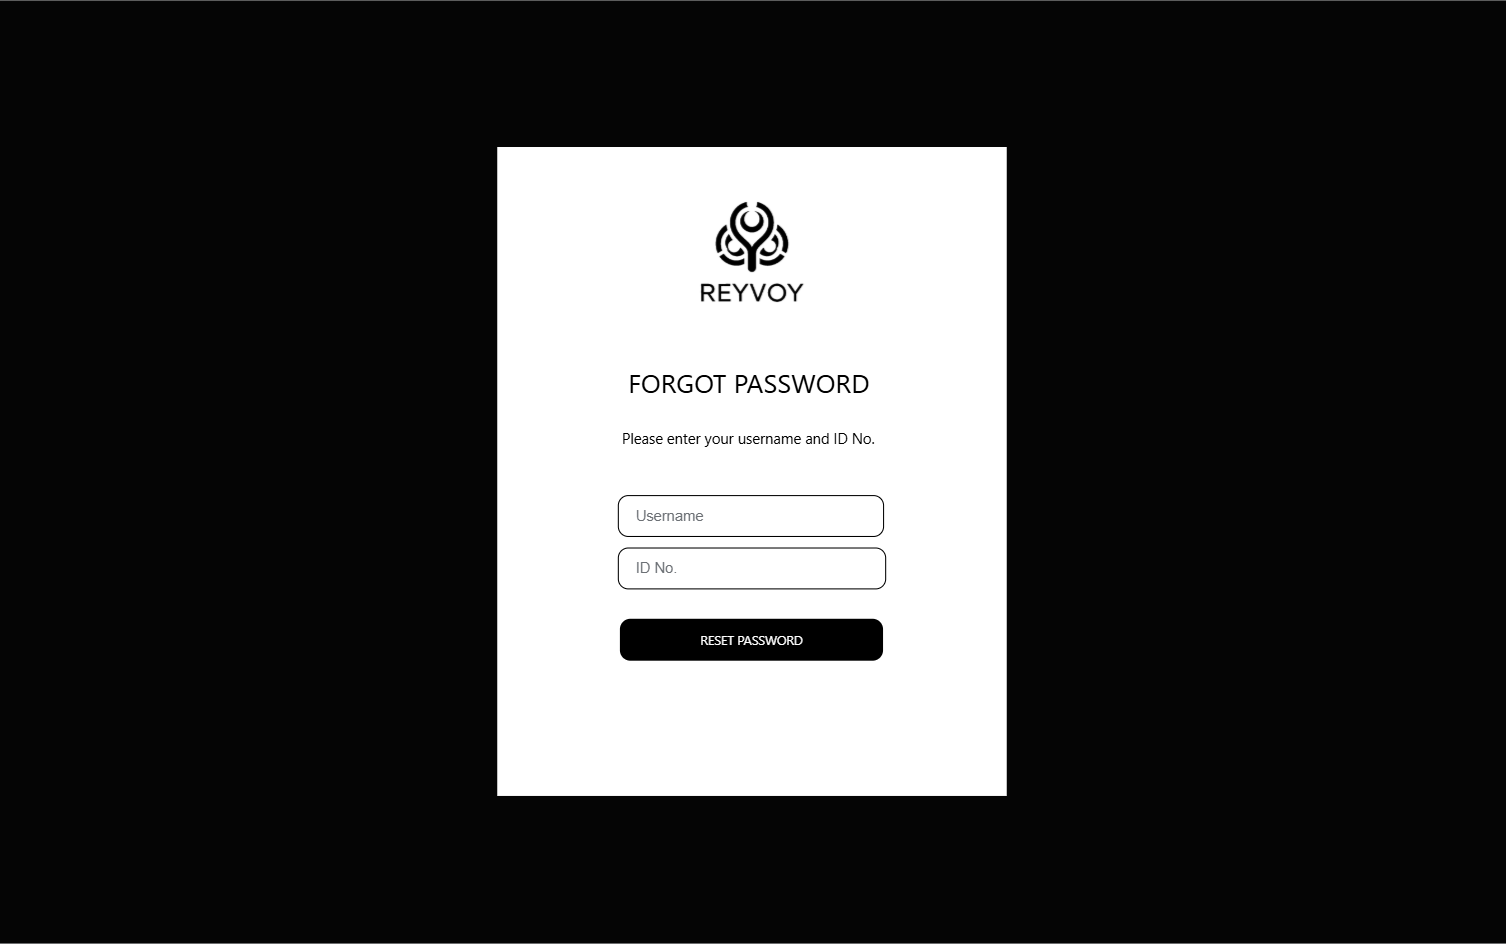 REYVOY
FORGOT PASSWORD
Please enter your username and ID No.
Username
ID No.
RESET PASSWORD